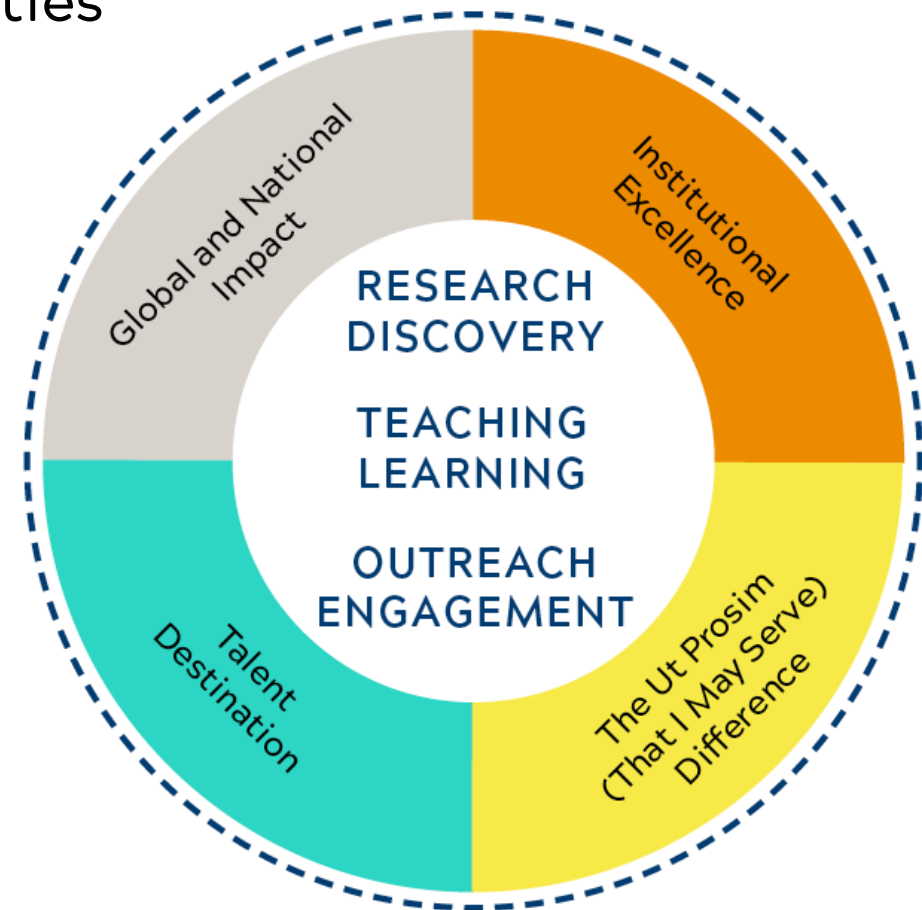 Global and National
Impact
Institutional
Excellence
RESEARCH
DISCOVERY
TEACHING
LEARNING
OUTREACH
ENGAGEMENT
Talent
Destination
The Ut Prosim
(That I May Serve)
Difference